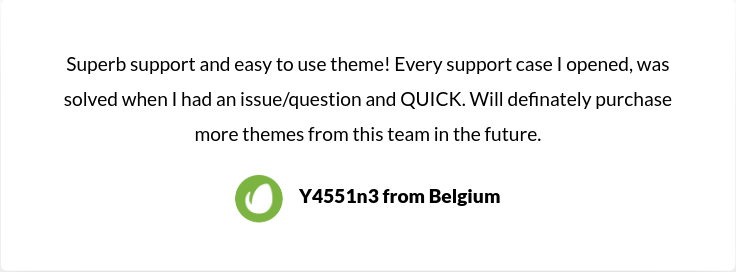 Superb support and easy to use theme! Every support case I opened, was
solved when I had an issue/question and QUICK. Will definately purchase
more themes from this team in the future.
Y4551n3 from Belgium